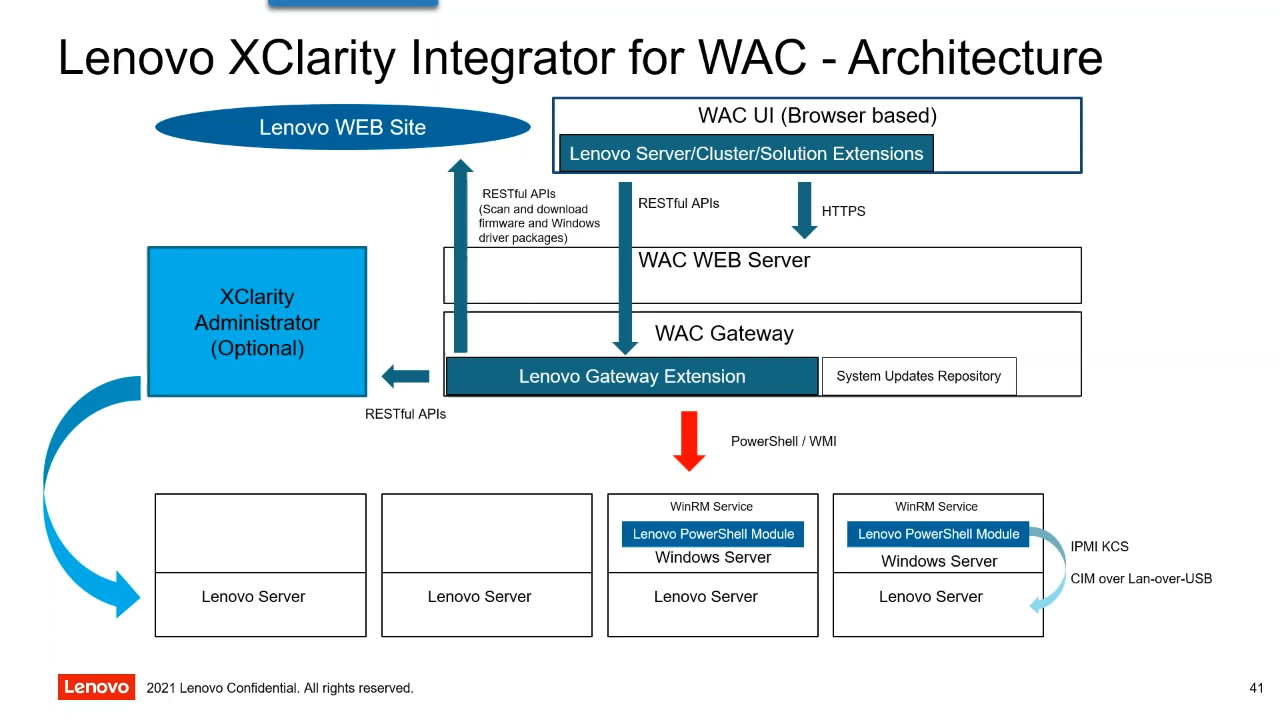 Lenovo XClarity Integrator for WAC - Architecture
Lenovo WEB Site
WAC UI (Browser based)
Lenovo Server/Cluster/Solution Extensions
RESTful APIs
(Scan and download
firmware and Windows
driver packages)
RESTful APIs
HTTPS
WAC WEB Server
XClarity
Administrator
(Optional)
WAC Gateway
Lenovo Gateway Extension
System Updates Repository
RESTful APIs
PowerShell / WMI
WinRM Service
Lenovo PowerShell Module
Windows Server
WinRM Service
Lenovo PowerShell Module
Windows Server
IPMI KCS
CIM over Lan-over-USB
Lenovo Server
Lenovo Server
Lenovo Server
Lenovo Server
Lenovo
2021 Lenovo Confidential. All rights reserved.
41